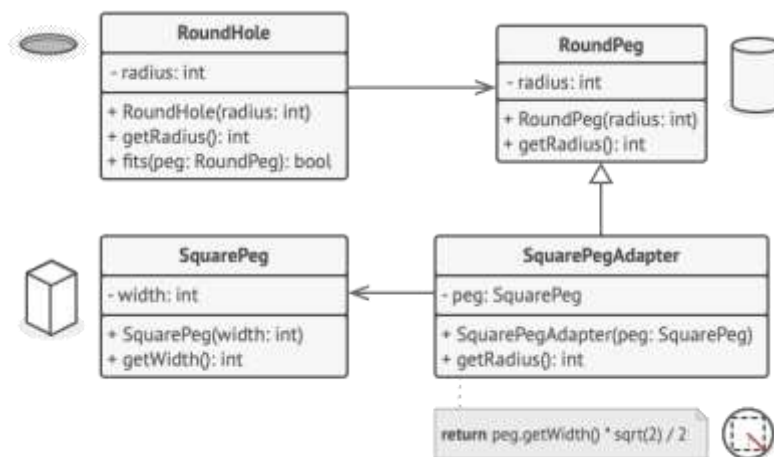 RoundHole
- radius: int
+ RoundHole(radius: int)
+ getRadius(): int
+ fits(peg: RoundPeg): bool
RoundPeg
- radius: int
+ RoundPeg(radius: int)
+ getRadius(): int
SquarePeg
- width: int
+ SquarePeg(width: int)
+ getWidth(): int
SquarePegAdapter
- peg: SquarePeg
+ SquarePegAdapter(peg: SquarePeg)
+ getRadius(): int
return peg.getWidth() * sqrt(2) / 2